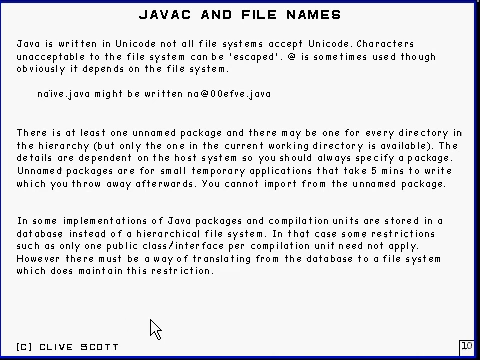 JAVAC AND FILE NAMES
Java is written in Unicode not all file systems accept Unicode. Characters
unacceptable to the file system can be 'escaped'. @ is sometimes used though
obviously it depends on the file system.
naïve.java might be written na@00efve.java
There is at least one unnamed package and there may be one for every directory in
the hierarchy (but only the one in the current working directory is available). The
details are dependent on the host system so you should always specify a package.
Unnamed packages are for small temporary applications that take 5 mins to write
which you throw away afterwards. You cannot import from the unnamed package.
In some implementations of Java packages and compilation units are stored in a
database instead of a hierarchical file system. In that case some restrictions
such as only one public class/interface per compilation unit need not apply.
However there must be a way of translating from the database to a file system
which does maintain this restriction.
(C) CLIVE SCOTT
10